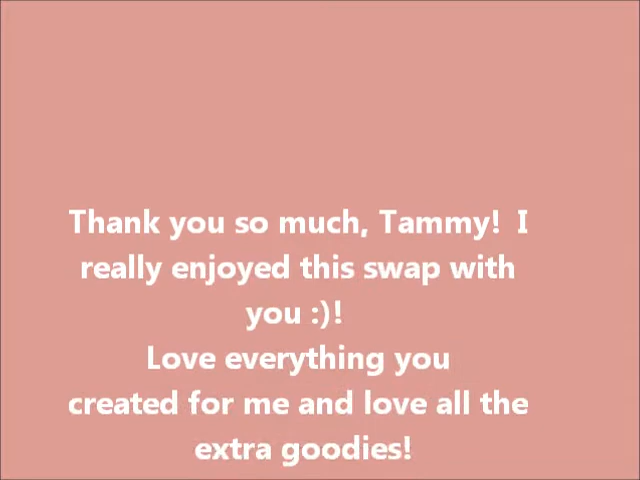 Thank you so much, Tammy!  I
really enjoyed this swap with
you :)!
Love everything you
created for me and love all the
extra goodies!